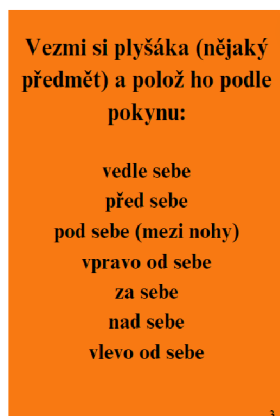 Vezmi si plyšáka (nějaký
předmět) a polož ho podle
pokynu:
vedle sebe
před sebe
pod sebe (mezi nohy)
vpravo od sebe
za sebe
nad sebe
vlevo od sebe
3